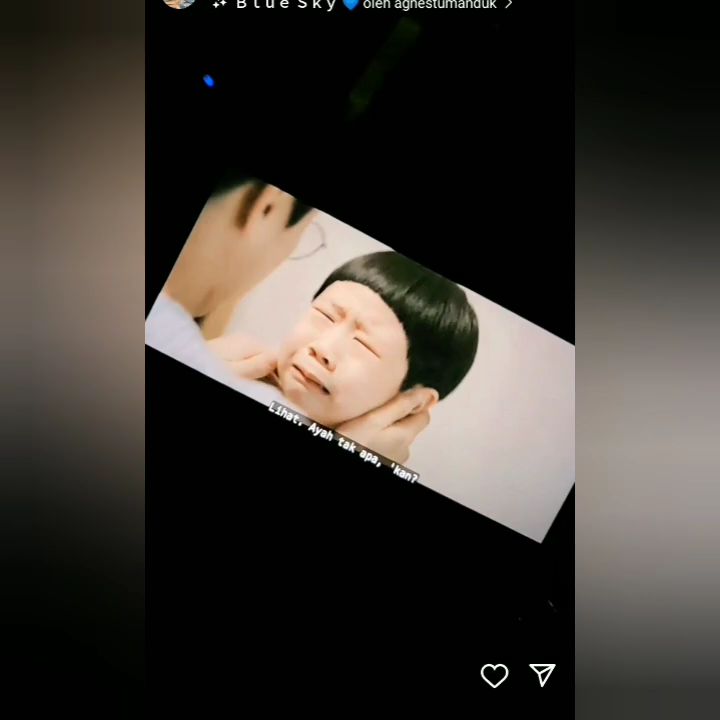 ✨ B l u e S k y 💙 oleh agnestumanduk >
Lihat. Ayah tak apa, 'kan?